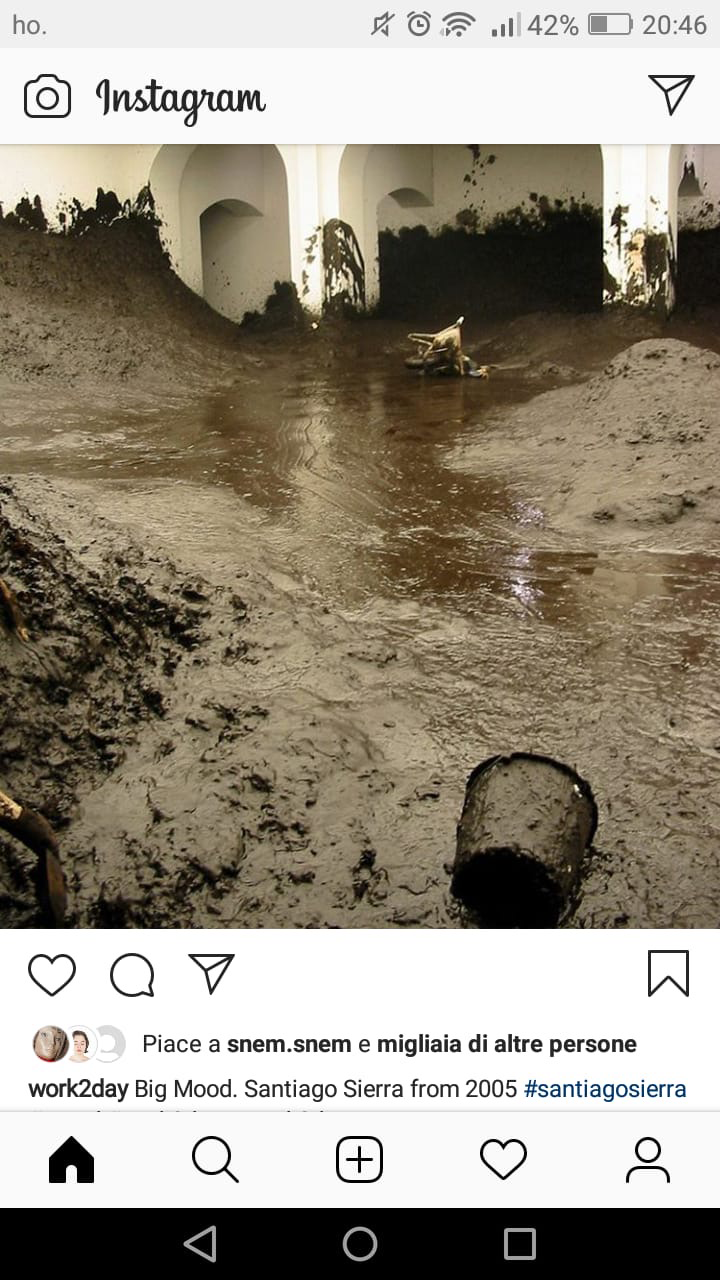 ho.
42%
20:46
Instagram
Piace a snem.snem e migliaia di altre persone
work2day Big Mood. Santiago Sierra from 2005 #santiagosierra